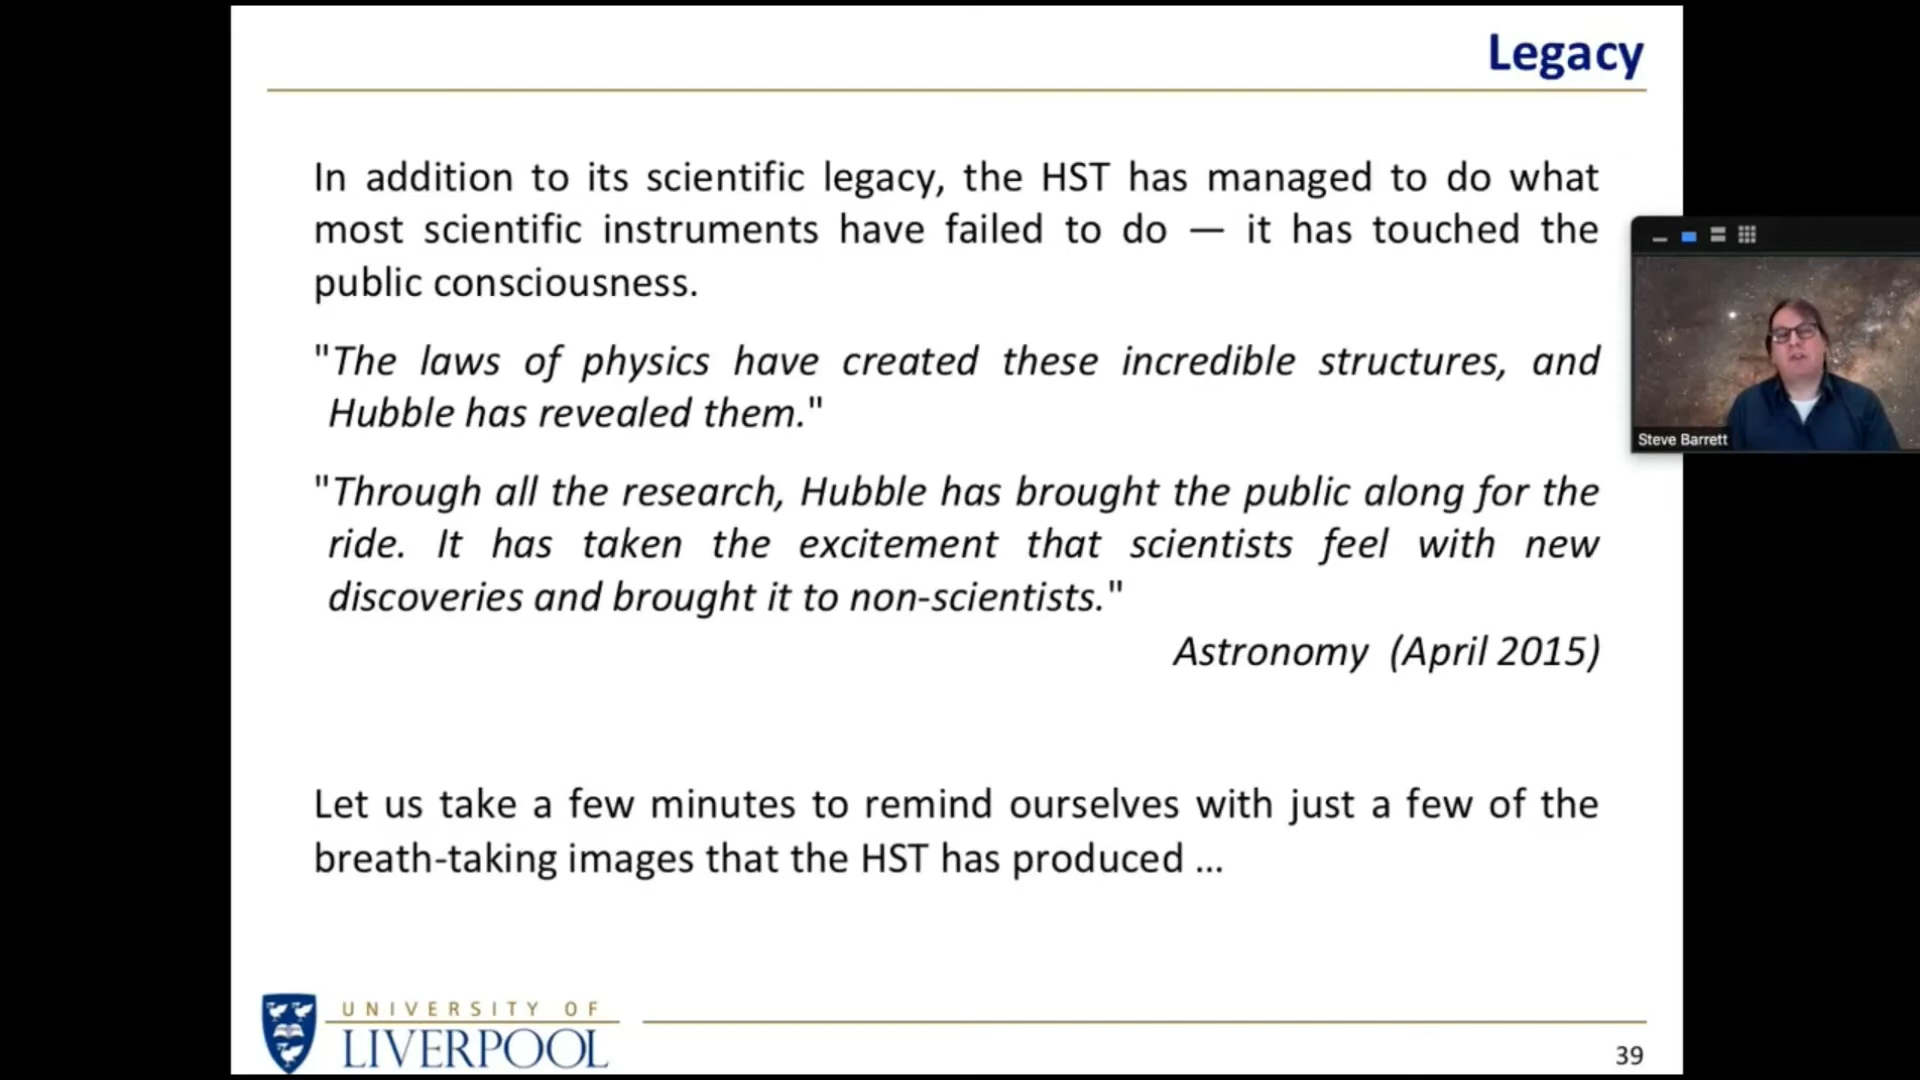 Legacy
In addition to its scientific legacy, the HST has managed to do what
most scientific instruments have failed to do — it has touched the
public consciousness.
"The laws of physics have created these incredible structures, and
Hubble has revealed them."
"Through all the research, Hubble has brought the public along for the
ride. It has taken the excitement that scientists feel with new
discoveries and brought it to non-scientists."
Astronomy (April 2015)
Let us take a few minutes to remind ourselves with just a few of the
breath-taking images that the HST has produced ...
Steve Barrett
UNIVERSITY OF
LIVERPOOL
39